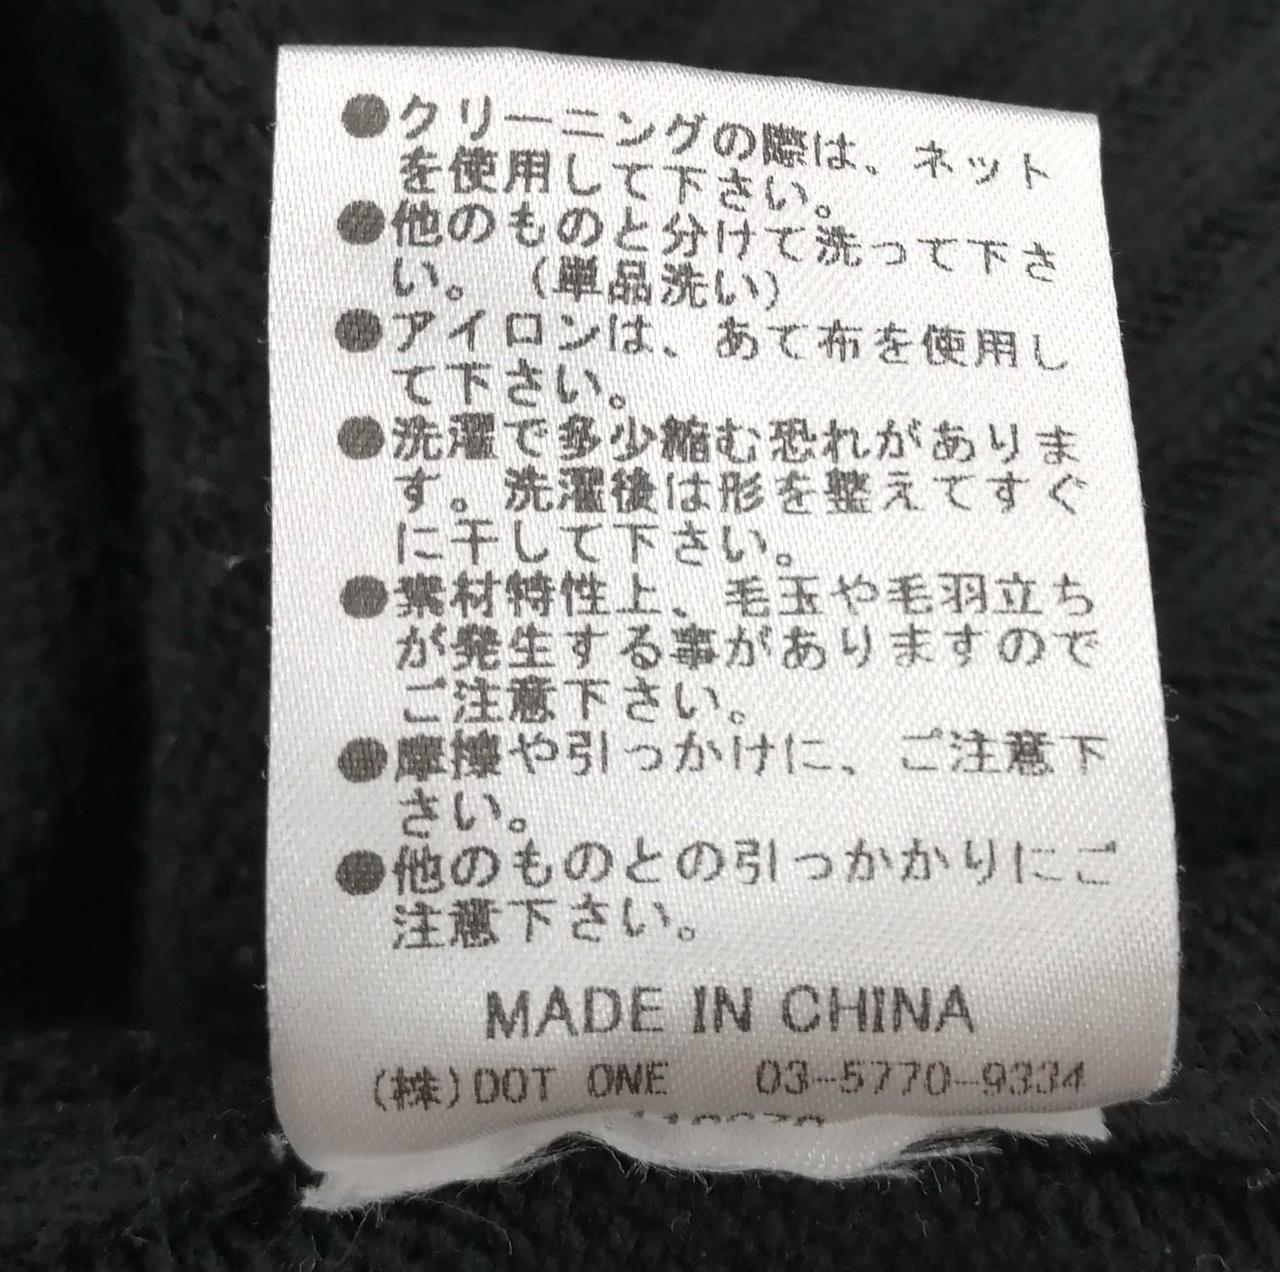 ●クリーニングの際は、ネット
を使用して下さい。
●他のものと分けて洗って下さ
い。（単品洗い）
●アイロンは、あて布を使用し
て下さい。
●洗濯で多少縮む恐れがありま
す。洗濯後は形を整えてすぐ
に干して下さい。
●素材特性上、毛玉や毛羽立ち
が発生する事がありますので
ご注意下さい。
●摩擦や引っかけに、ご注意下
さい。
●他のものとの引っかかりにご
注意下さい。
MADE IN CHINA
(株)DOT ONE 03-5770-9334